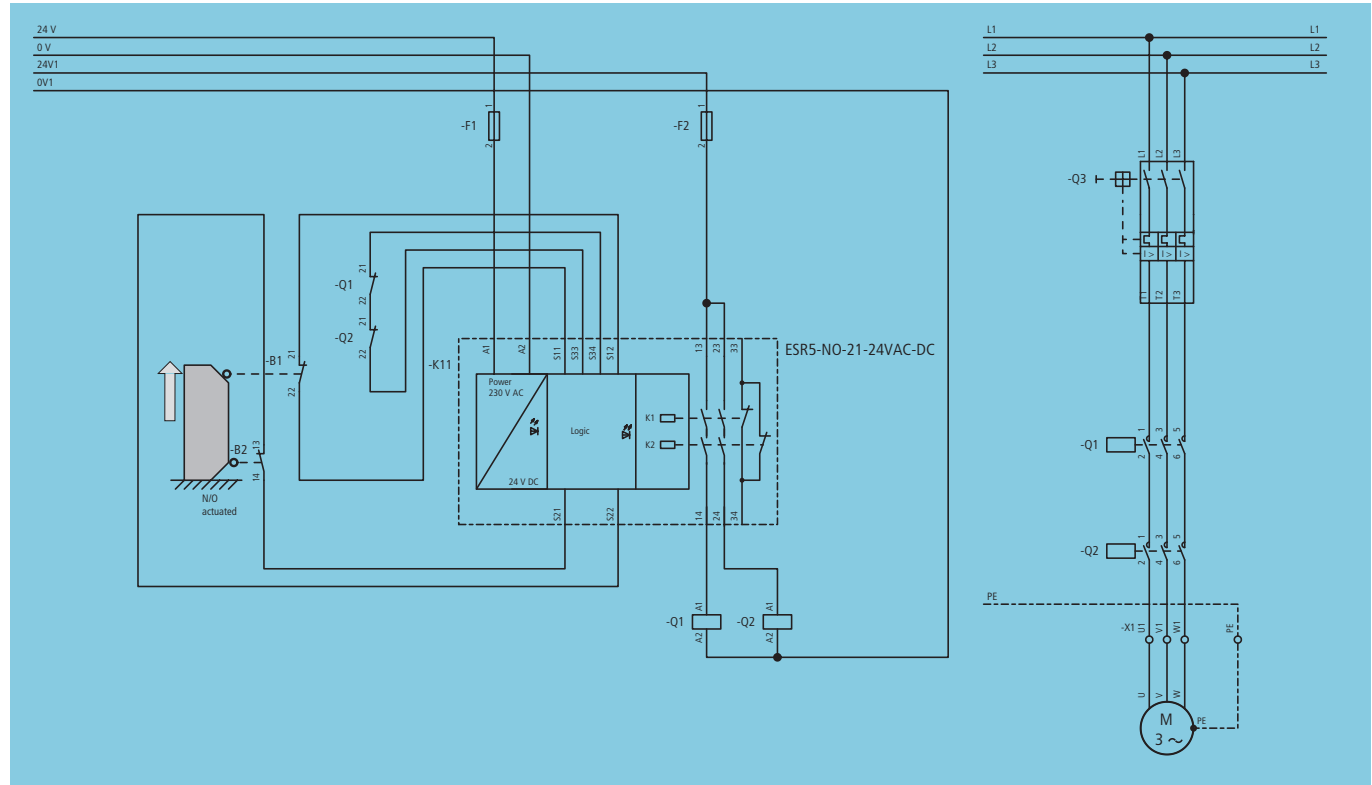 24 V
0 V
24V1
0V1
L1 L1
L2 L2
L3 L3
-F1 1 2
-F2 1 2
L1 L2 L3
-Q3
I > I > I >
T1 T2 T3
-Q1 21 22
-Q2 21 22
-B1 21 22
-B2 13 14
N/O
actuated
-K11
A1 A2 S11 S33 S34 S12 13 23 33
ESR5-NO-21-24VAC-DC
Power
230 V AC
Logic
K1
K2
24 V DC
S21 S22 14 24 34
-Q1 A1 A2
-Q2 A1 A2
-Q1 1 3 5
2 4 6
-Q2 1 3 5
2 4 6
PE
-X1 U1 V1 W1 PE
U V W
M
3 ~
PE